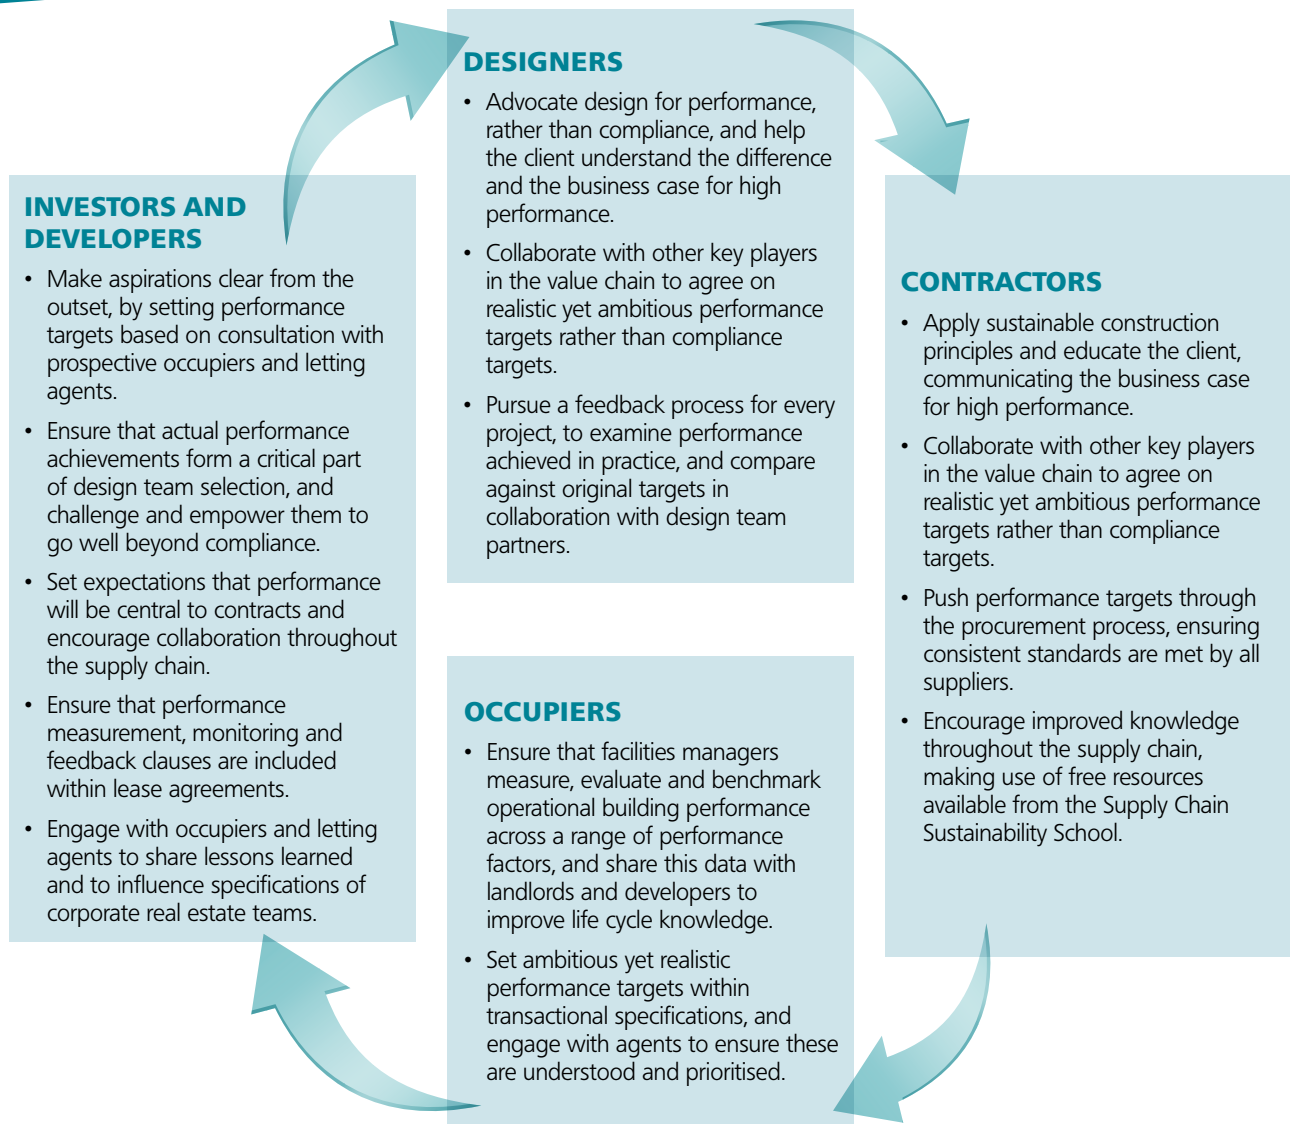 DESIGNERS
• Advocate design for performance,
rather than compliance, and help
the client understand the difference
and the business case for high
performance.
• Collaborate with other key players
in the value chain to agree on
realistic yet ambitious performance
targets rather than compliance
targets.
• Pursue a feedback process for every
project, to examine performance
achieved in practice, and compare
against original targets in
collaboration with design team
partners.
INVESTORS AND
DEVELOPERS
• Make aspirations clear from the
outset, by setting performance
targets based on consultation with
prospective occupiers and letting
agents.
• Ensure that actual performance
achievements form a critical part
of design team selection, and
challenge and empower them to
go well beyond compliance.
• Set expectations that performance
will be central to contracts and
encourage collaboration throughout
the supply chain.
• Ensure that performance
measurement, monitoring and
feedback clauses are included
within lease agreements.
• Engage with occupiers and letting
agents to share lessons learned
and to influence specifications of
corporate real estate teams.
CONTRACTORS
• Apply sustainable construction
principles and educate the client,
communicating the business case
for high performance.
• Collaborate with other key players
in the value chain to agree on
realistic yet ambitious performance
targets rather than compliance
targets.
• Push performance targets through
the procurement process, ensuring
consistent standards are met by all
suppliers.
• Encourage improved knowledge
throughout the supply chain,
making use of free resources
available from the Supply Chain
Sustainability School.
OCCUPIERS
• Ensure that facilities managers
measure, evaluate and benchmark
operational building performance
across a range of performance
factors, and share this data with
landlords and developers to
improve life cycle knowledge.
• Set ambitious yet realistic
performance targets within
transactional specifications, and
engage with agents to ensure these
are understood and prioritised.